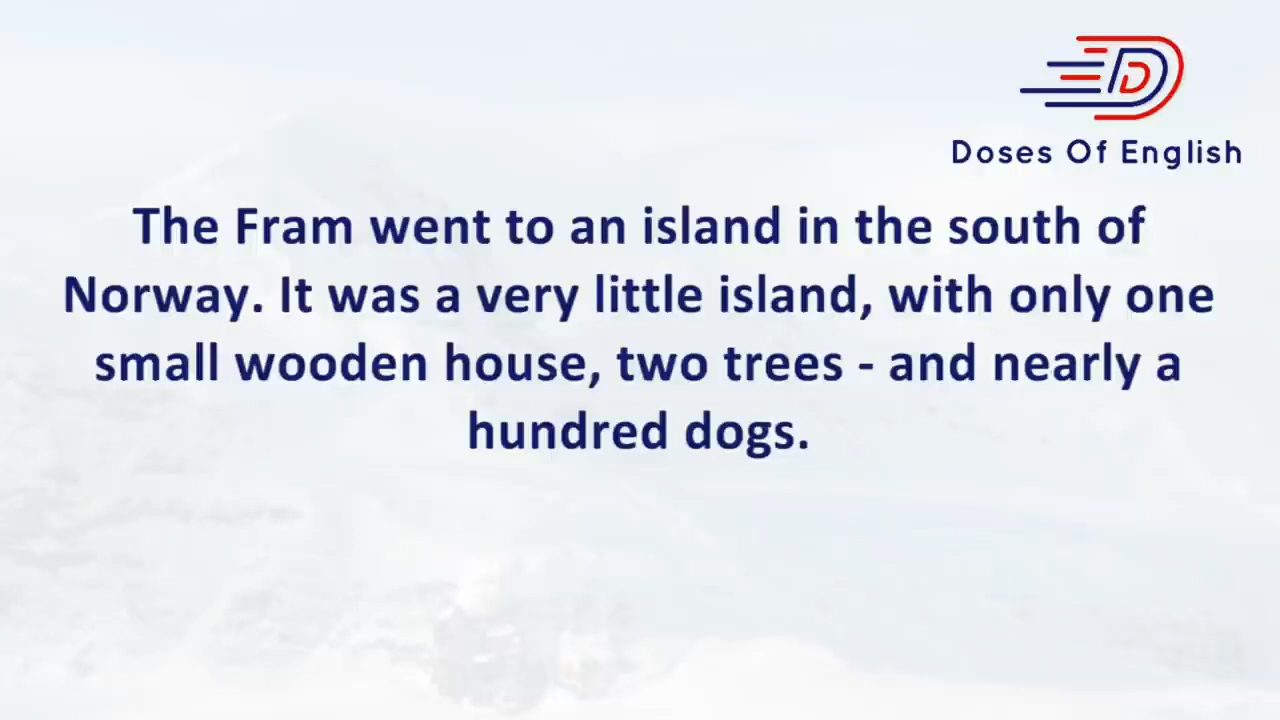 Doses Of English
The Fram went to an island in the south of
Norway. It was a very little island, with only one
small wooden house, two trees - and nearly a
hundred dogs.